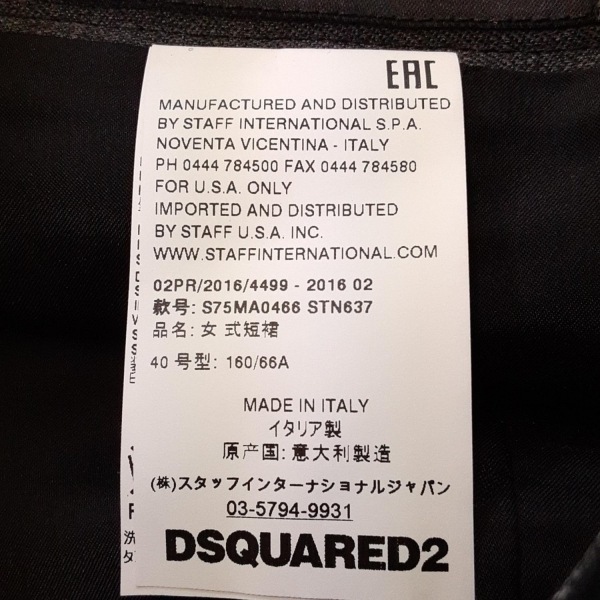 EAC
MANUFACTURED AND DISTRIBUTED
BY STAFF INTERNATIONAL S.P.A.
NOVENTA VICENTINA - ITALY
PH 0444 784500 FAX 0444 784580
FOR U.S.A. ONLY
IMPORTED AND DISTRIBUTED
BY STAFF U.S.A. INC.
WWW.STAFFINTERNATIONAL.COM
02PR/2016/4499 - 2016 02
款号: S75MA0466 STN637
品名: 女 式短裙
40 号型: 160/66A
MADE IN ITALY
イタリア製
原产国: 意大利製造
(株)スタッフインターナショナルジャパン
03-5794-9931
DSQUARED2
洗
タ